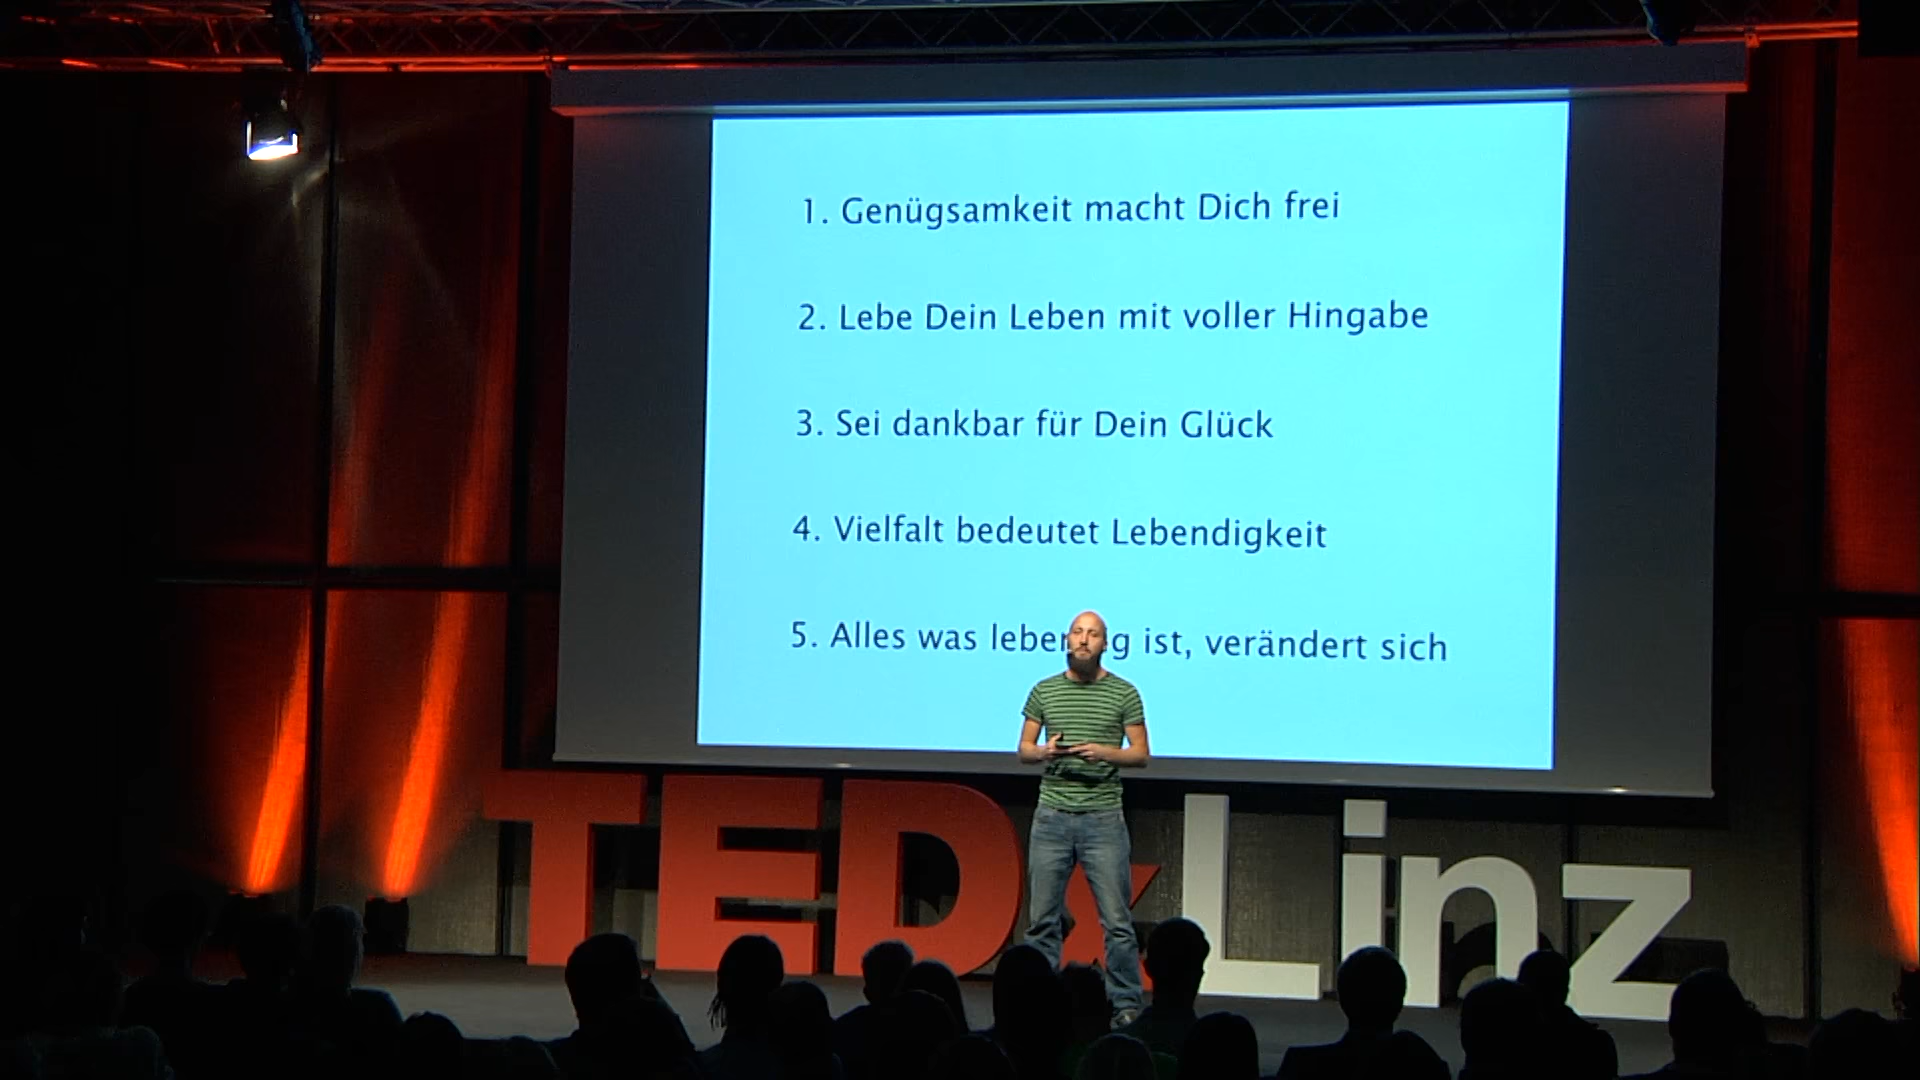 1. Genügsamkeit macht Dich frei
2. Lebe Dein Leben mit voller Hingabe
3. Sei dankbar für Dein Glück
4. Vielfalt bedeutet Lebendigkeit
5. Alles was lebendig ist, verändert sich
TEDxLinz